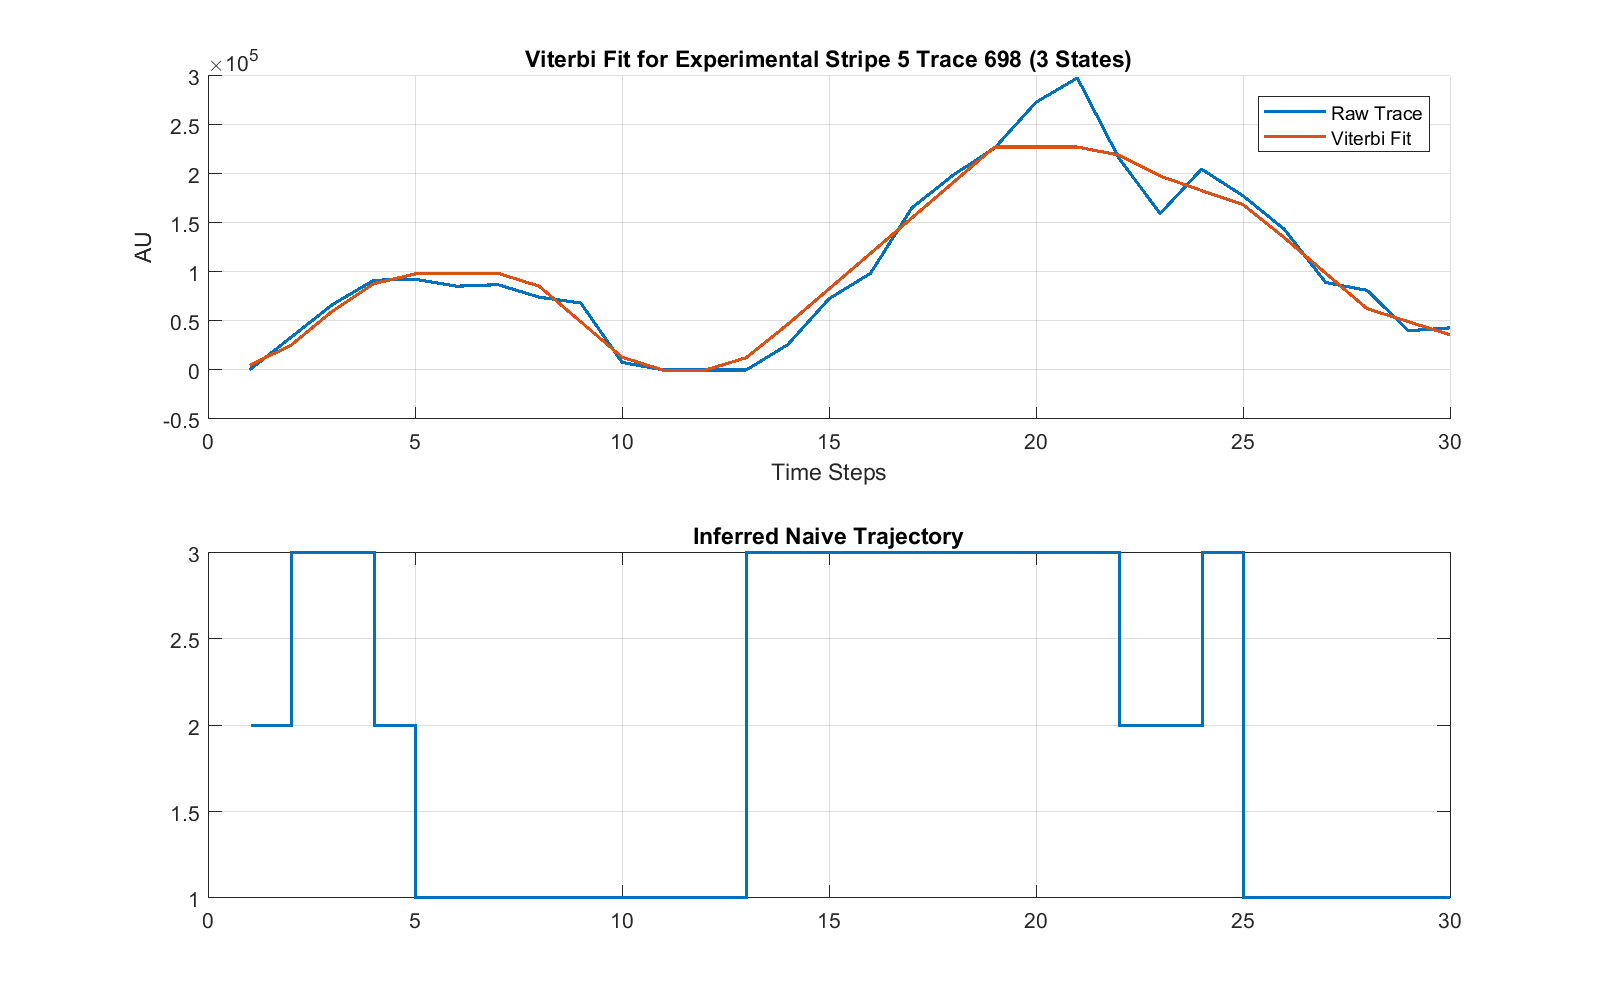 Viterbi Fit for Experimental Stripe 5 Trace 698 (3 States)
×10^5
3
2.5
2
1.5
1
0.5
0
-0.5
AU
Raw Trace
Viterbi Fit
0 5 10 15 20 25 30
Time Steps
Inferred Naive Trajectory
3
2.5
2
1.5
1
0 5 10 15 20 25 30